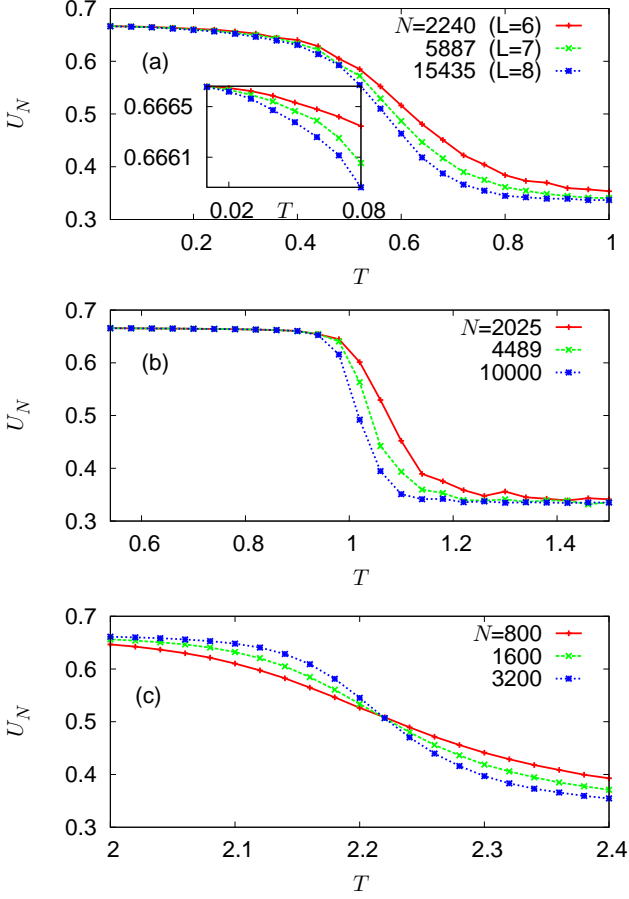 0.7
0.6
0.5
0.4
0.3
U_N
(a)
N=2240 (L=6)
5887 (L=7)
15435 (L=8)
0.6665
0.6661
0.02 T 0.08
0.2 0.4 0.6 0.8 1
T
0.7
0.6
0.5
0.4
0.3
U_N
(b)
N=2025
4489
10000
0.6 0.8 1 1.2 1.4
T
0.7
0.6
0.5
0.4
0.3
U_N
(c)
N=800
1600
3200
2 2.1 2.2 2.3 2.4
T